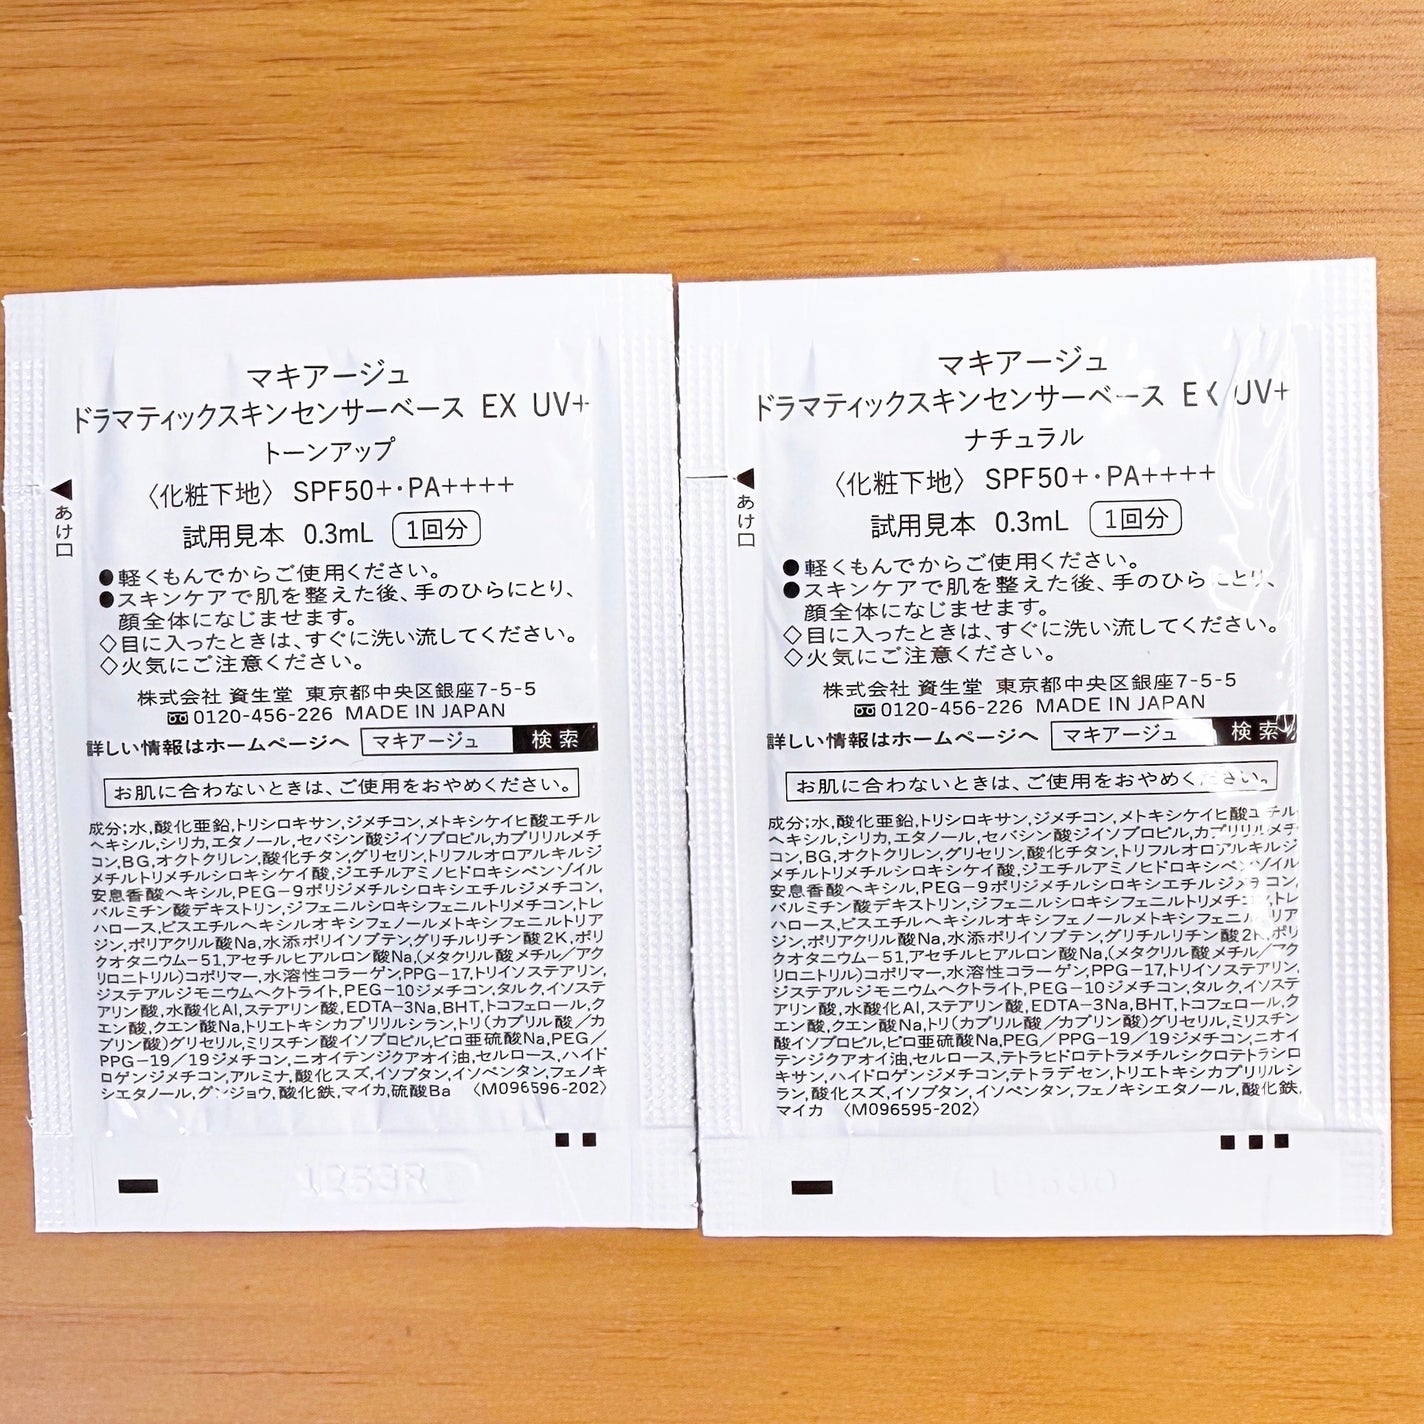 マキアージュ
ドラマティックスキンセンサーベース EX UV+
トーンアップ
〈化粧下地〉 SPF50+・PA++++
試用見本 0.3mL 1回分
あけ口
●軽くもんでからご使用ください。
●スキンケアで肌を整えた後、手のひらにとり、
顔全体になじませます。
◇目に入ったときは、すぐに洗い流してください。
◇火気にご注意ください。
株式会社 資生堂 東京都中央区銀座7-5-5
0120-456-226 MADE IN JAPAN
詳しい情報はホームページへ マキアージュ 検索
お肌に合わないときは、ご使用をおやめください。
成分;水,酸化亜鉛,トリシロキサン,ジメチコン,メトキシケイヒ酸エチル
ヘキシル,シリカ,エタノール,セバシン酸ジイソプロピル,カプリリルメチ
コン,BG,オクトクリレン,酸化チタン,グリセリン,トリフルオロアルキルジ
メチルトリメチルシロキシケイ酸,ジエチルアミノヒドロキシベンゾイル
安息香酸ヘキシル,PEG-9ポリジメチルシロキシエチルジメチコン,
パルミチン酸デキストリン,ジフェニルシロキシフェニルトリメチコン,トレ
ハロース,ビスエチルヘキシルオキシフェノールメトキシフェニルトリア
ジン,ポリアクリル酸Na,水添ポリイソブテン,グリチルリチン酸2K,ポリ
クオタニウム-51,アセチルヒアルロン酸Na,(メタクリル酸メチル/アク
リロニトリル)コポリマー,水溶性コラーゲン,PPG-17,トリイソステアリン,
ジステアルジモニウムヘクトライト,PEG-10ジメチコン,タルク,イソステ
アリン酸,水酸化Al,ステアリン酸,EDTA-3Na,BHT,トコフェロール,ク
エン酸,クエン酸Na,トリエトキシカプリリルシラン,トリ(カプリル酸/カ
プリン酸)グリセリル,ミリスチン酸イソプロピル,ピロ亜硫酸Na,PEG/
PPG-19/19ジメチコン,ニオイテンジクアオイ油,セルロース,ハイド
ロゲンジメチコン,アルミナ,酸化スズ,イソブタン,イソペンタン,フェノキ
シエタノール,グンジョウ,酸化鉄,マイカ,硫酸Ba 〈M096596-202〉
1253R
マキアージュ
ドラマティックスキンセンサーベース EX UV+
ナチュラル
〈化粧下地〉 SPF50+・PA++++
試用見本 0.3mL 1回分
あけ口
●軽くもんでからご使用ください。
●スキンケアで肌を整えた後、手のひらにとり、
顔全体になじませます。
◇目に入ったときは、すぐに洗い流してください。
◇火気にご注意ください。
株式会社 資生堂 東京都中央区銀座7-5-5
0120-456-226 MADE IN JAPAN
詳しい情報はホームページへ マキアージュ 検索
お肌に合わないときは、ご使用をおやめください。
成分;水,酸化亜鉛,トリシロキサン,ジメチコン,メトキシケイヒ酸エチル
ヘキシル,シリカ,エタノール,セバシン酸ジイソプロピル,カプリリルメチ
コン,BG,オクトクリレン,グリセリン,酸化チタン,トリフルオロアルキルジ
メチルトリメチルシロキシケイ酸,ジエチルアミノヒドロキシベンゾイル
安息香酸ヘキシル,PEG-9ポリジメチルシロキシエチルジメチコン,
パルミチン酸デキストリン,ジフェニルシロキシフェニルトリメチコン,トレ
ハロース,ビスエチルヘキシルオキシフェノールメトキシフェニルトリア
ジン,ポリアクリル酸Na,水添ポリイソブテン,グリチルリチン酸2K,ポリ
クオタニウム-51,アセチルヒアルロン酸Na,(メタクリル酸メチル/アク
リロニトリル)コポリマー,水溶性コラーゲン,PPG-17,トリイソステアリン,
ジステアルジモニウムヘクトライト,PEG-10ジメチコン,タルク,イソステ
アリン酸,水酸化Al,ステアリン酸,EDTA-3Na,BHT,トコフェロール,ク
エン酸,クエン酸Na,トリ(カプリル酸/カプリン酸)グリセリル,ミリスチン
酸イソプロピル,ピロ亜硫酸Na,PEG/PPG-19/19ジメチコン,ニオイ
テンジクアオイ油,セルロース,テトラヒドロテトラメチルシクロテトラシロ
キサン,ハイドロゲンジメチコン,テトラデセン,トリエトキシカプリリルシ
ラン,酸化スズ,イソブタン,イソペンタン,フェノキシエタノール,酸化鉄,
マイカ 〈M096595-202〉